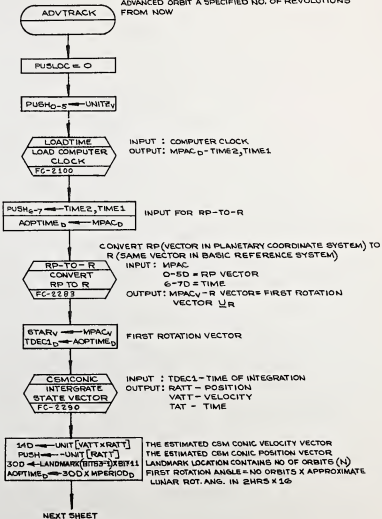 ADVANCED ORBIT A SPECIFIED NO. OF REVOLUTIONS
FROM NOW
ADVTRACK
PUSLOC = 0
PUSH0-5 ← UNITZV
LOADTIME
LOAD COMPUTER
CLOCK
FC-2100
INPUT : COMPUTER CLOCK
OUTPUT: MPACD-TIME2,TIME1
PUSH6-7 ← TIME2,TIME1
AOPTIMED ← MPACD
INPUT FOR RP-TO-R
CONVERT RP (VECTOR IN PLANETARY COORDINATE SYSTEM) TO
R (SAME VECTOR IN BASIC REFERENCE SYSTEM)
RP-TO-R
CONVERT
RP TO R
FC-2283
INPUT: MPAC
0-5D = RP VECTOR
6-7D = TIME
OUTPUT: MPACV-R VECTOR= FIRST ROTATION
VECTOR UR
STARV ← MPACV
TDEC1D ← AOPTIMED
FIRST ROTATION VECTOR
CSMCONIC
INTERGRATE
STATE VECTOR
FC-2290
INPUT : TDEC1-TIME OF INTEGRATION
OUTPUT: RATT - POSITION
VATT - VELOCITY
TAT - TIME
14D ← UNIT[VATT X RATT]
PUSH ← -UNIT[RATT]
30D ← LANDMARK(BITS3-1)XBIT11
AOPTIMED ← 30D X MPERIODD
THE ESTIMATED CSM CONIC VELOCITY VECTOR
THE ESTIMATED CSM CONIC POSITION VECTOR
LANDMARK LOCATION CONTAINS NO OF ORBITS (N)
FIRST ROTATION ANGLE = NO ORBITS X APPROXIMATE
LUNAR ROT. ANG. IN 2HRS X 16
NEXT SHEET